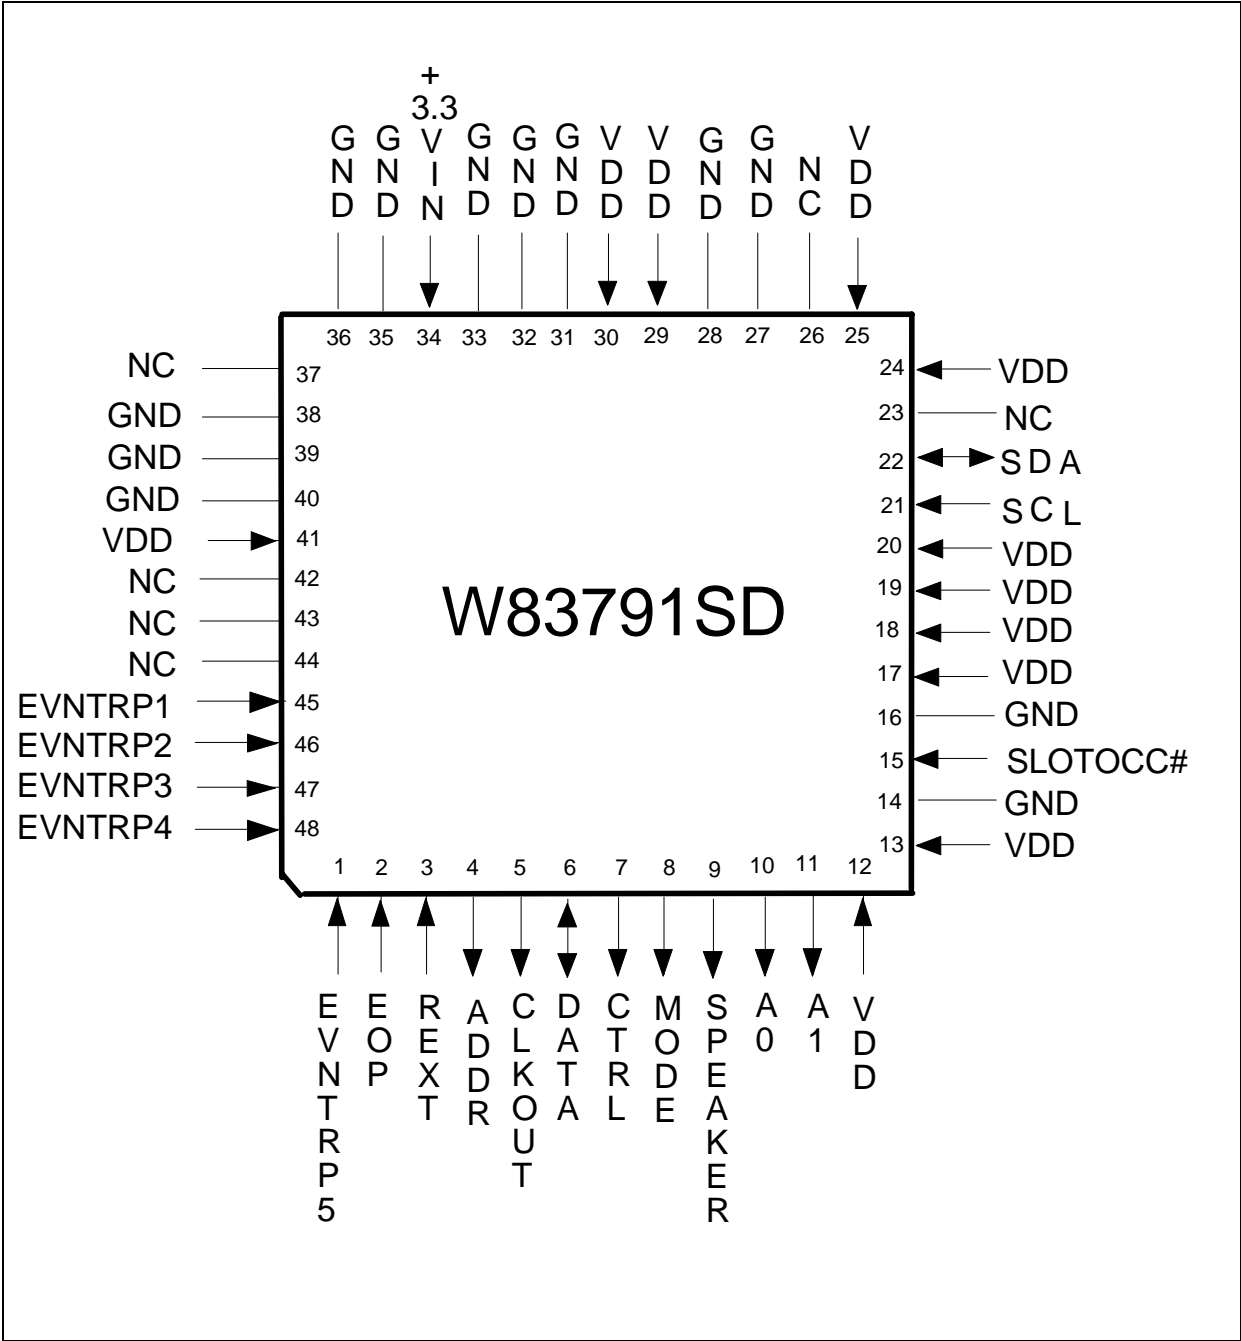 GND
GND
+3.3VIN
GND
GND
GND
VDD
VDD
GND
GND
NC
VDD
36 35 34 33 32 31 30 29 28 27 26 25
NC 37
GND 38
GND 39
GND 40
VDD 41
NC 42
NC 43
NC 44
EVNTRP1 45
EVNTRP2 46
EVNTRP3 47
EVNTRP4 48
W83791SD
24 VDD
23 NC
22 SDA
21 SCL
20 VDD
19 VDD
18 VDD
17 VDD
16 GND
15 SLOTOCC#
14 GND
13 VDD
1 2 3 4 5 6 7 8 9 10 11 12
EVNTRP5
EOP
REXT
ADDR
CLKOUT
DATA
CTRL
MODE
SPEAKER
A0
A1
VDD